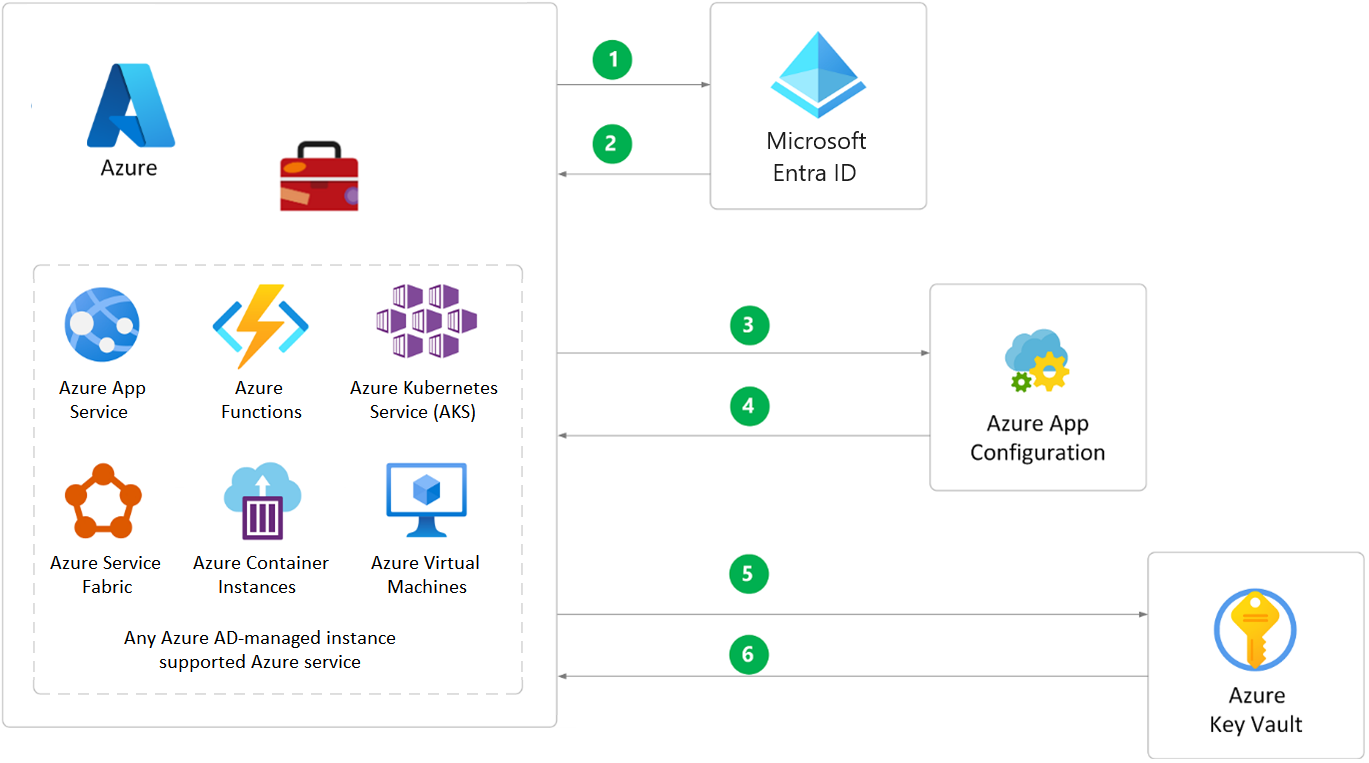 Azure
1
2
Microsoft
Entra ID
Azure App
Service
Azure
Functions
Azure Kubernetes
Service (AKS)
3
4
Azure App
Configuration
Azure Service
Fabric
Azure Container
Instances
Azure Virtual
Machines
Any Azure AD-managed instance
supported Azure service
5
6
Azure
Key Vault